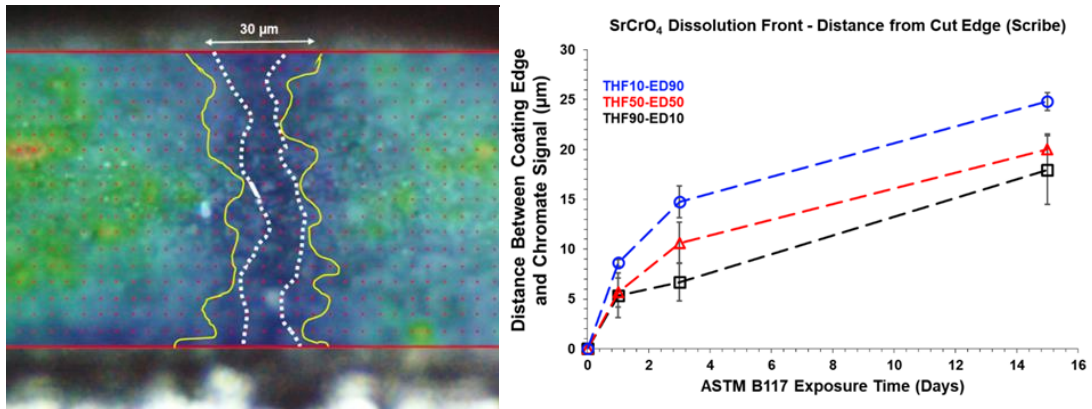 30 µm
SrCrO₄ Dissolution Front - Distance from Cut Edge (Scribe)
Distance Between Coating Edge
and Chromate Signal (µm)
30
25
20
15
10
5
0
THF10-ED90
THF50-ED50
THF90-ED10
0 2 4 6 8 10 12 14 16
ASTM B117 Exposure Time (Days)